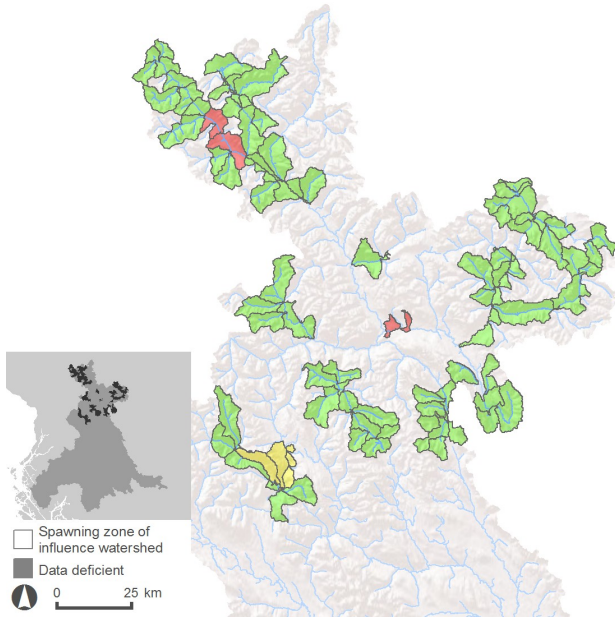 Spawning zone of
influence watershed
Data deficient
0 25 km